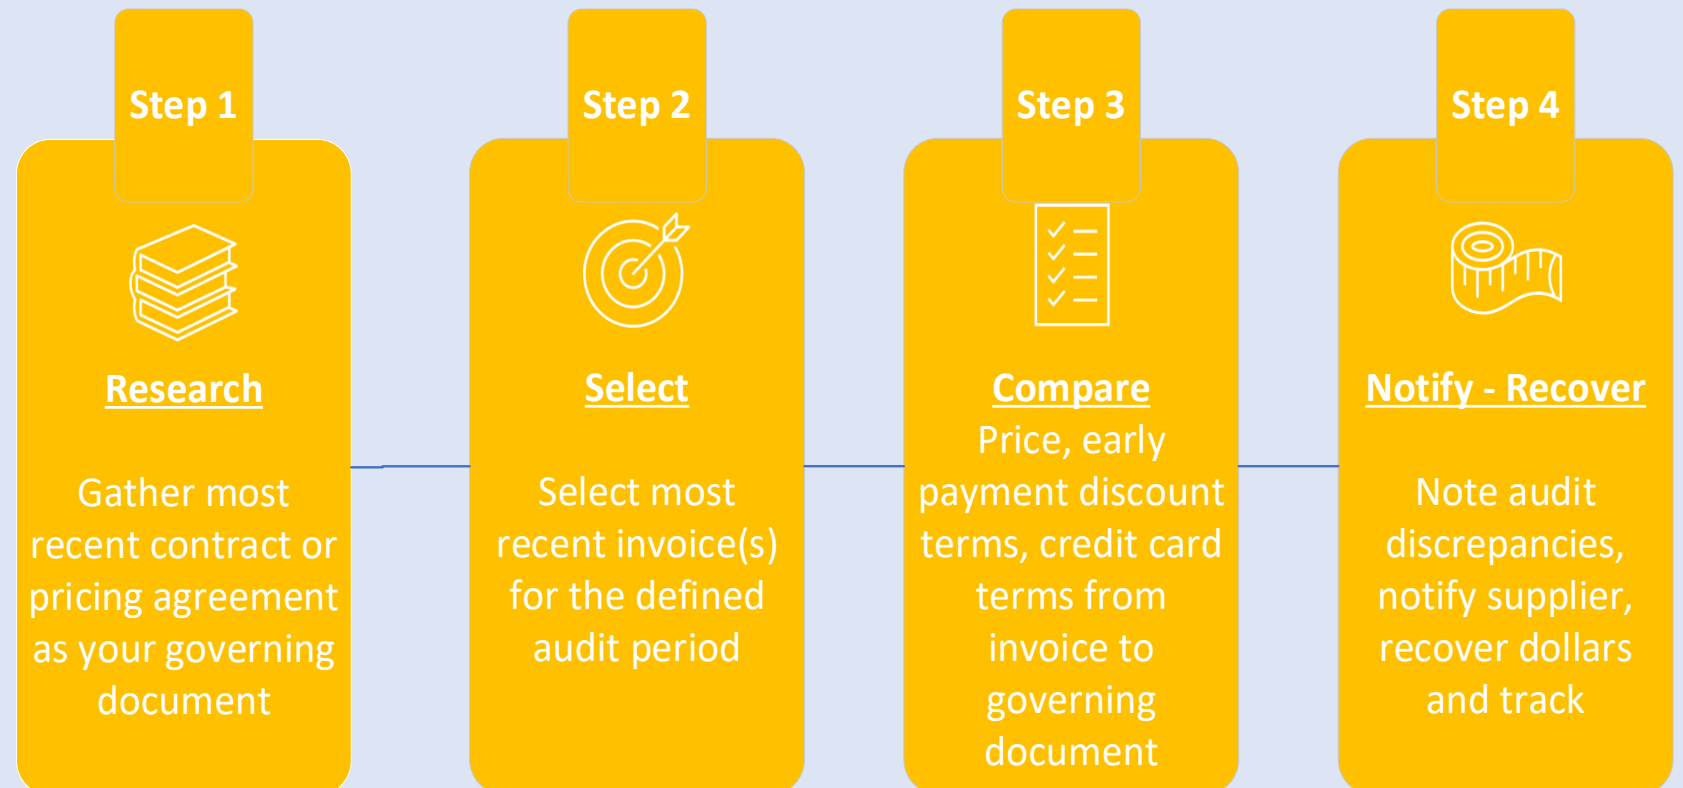 Step 1
Research
Gather most
recent contract or
pricing agreement
as your governing
document
Step 2
Select
Select most
recent invoice(s)
for the defined
audit period
Step 3
Compare
Price, early
payment discount
terms, credit card
terms from
invoice to
governing
document
Step 4
Notify - Recover
Note audit
discrepancies,
notify supplier,
recover dollars
and track